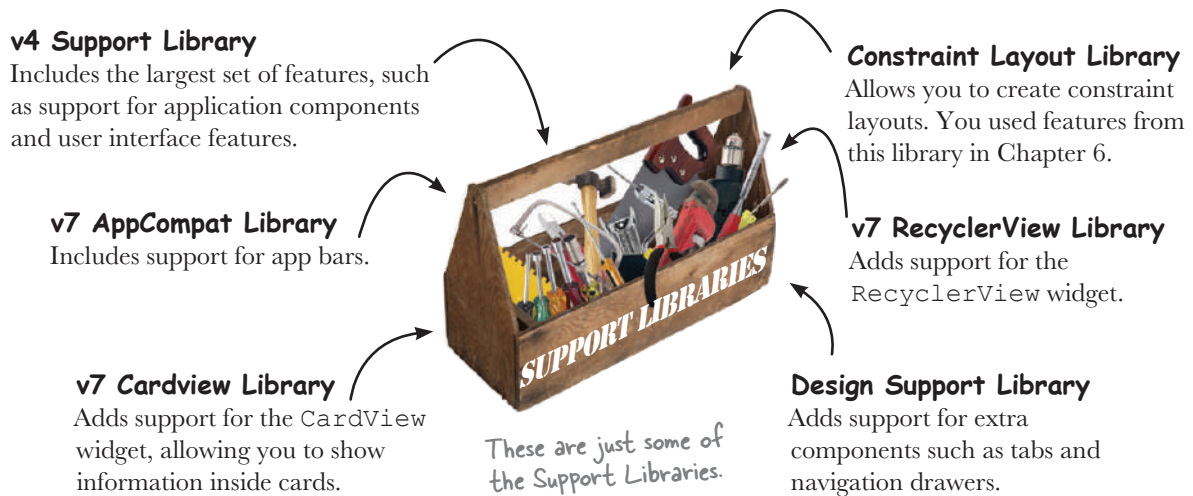 v4 Support Library
Includes the largest set of features, such
as support for application components
and user interface features.
v7 AppCompat Library
Includes support for app bars.
v7 Cardview Library
Adds support for the CardView
widget, allowing you to show
information inside cards.
Constraint Layout Library
Allows you to create constraint
layouts. You used features from
this library in Chapter 6.
v7 RecyclerView Library
Adds support for the
RecyclerView widget.
Design Support Library
Adds support for extra
components such as tabs and
navigation drawers.
SUPPORT LIBRARIES
These are just some of
the Support Libraries.